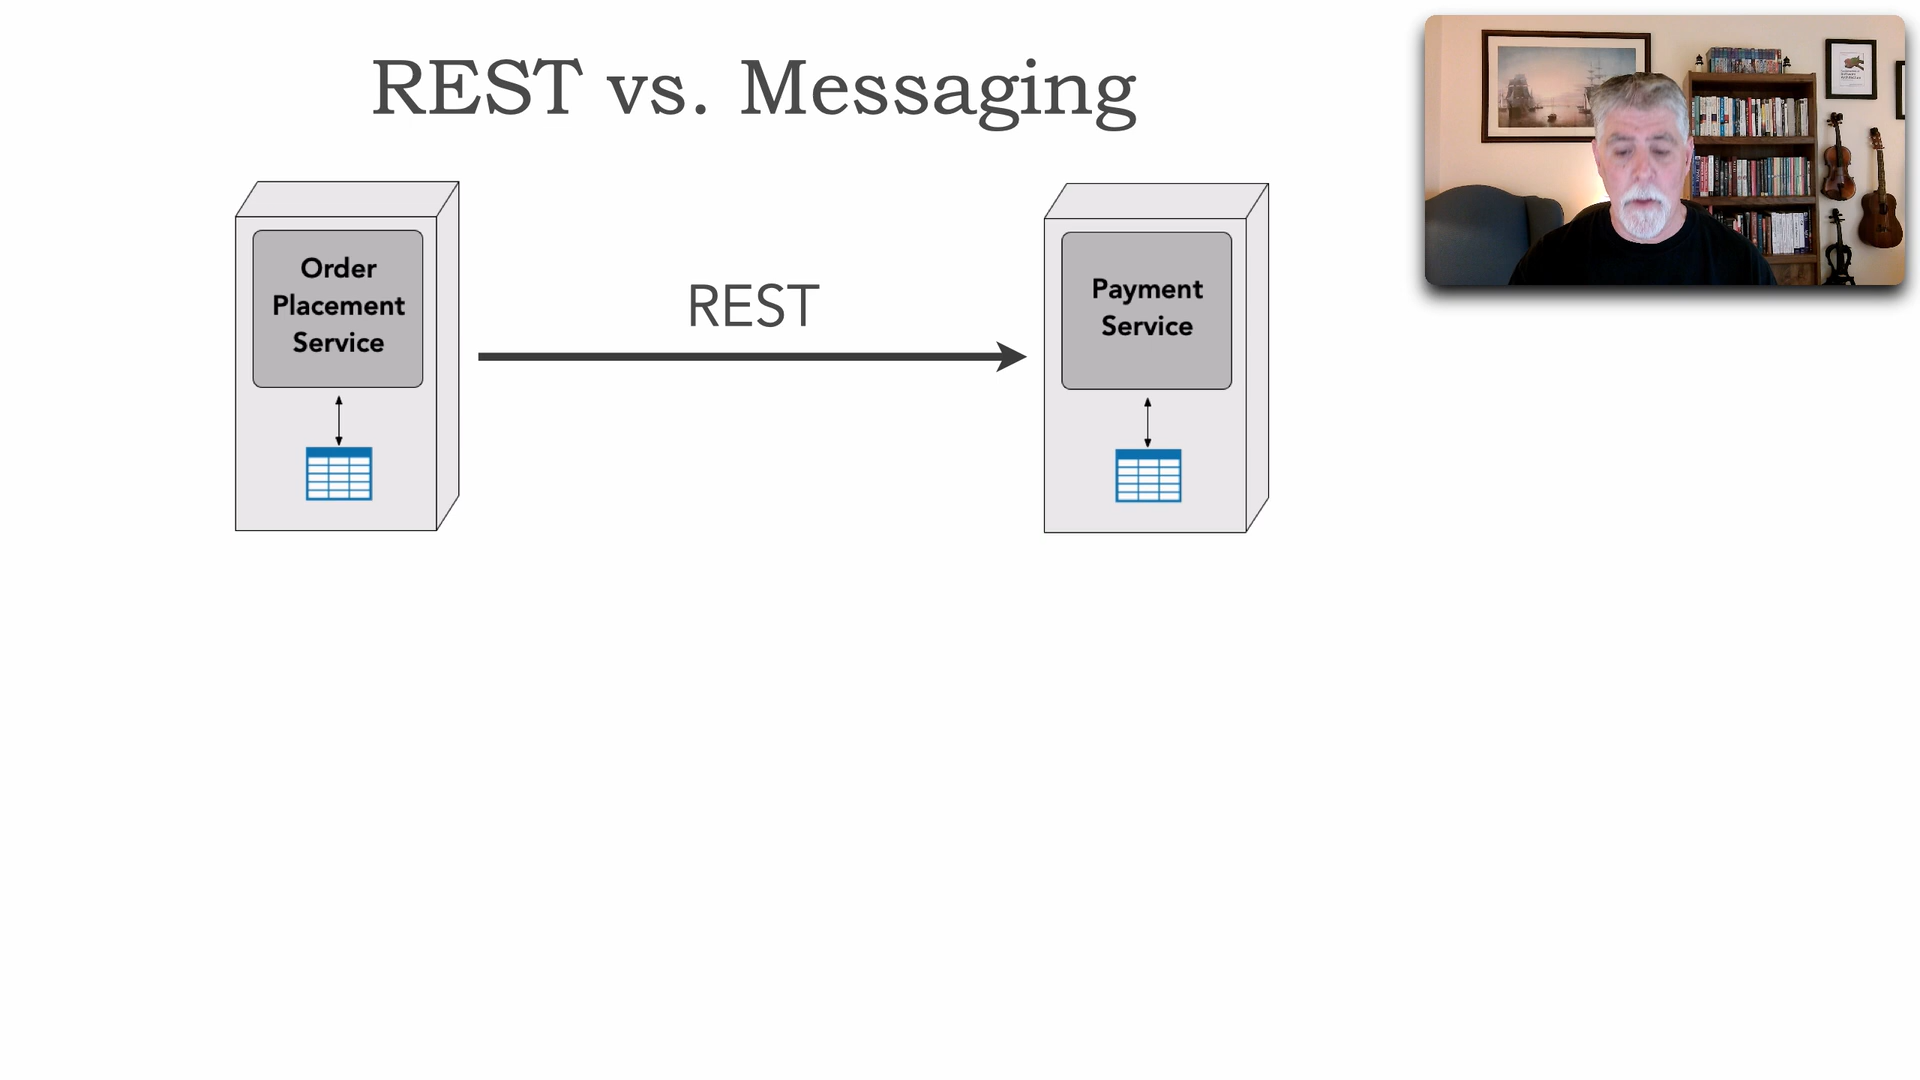 REST vs. Messaging
Order
Placement
Service
REST
Payment
Service